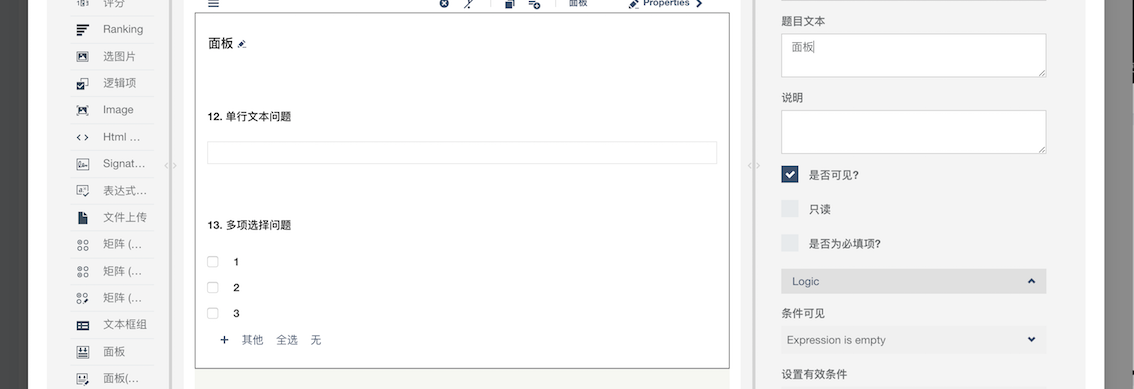 评分
Ranking
选图片
逻辑项
Image
Html ...
Signat...
表达式...
文件上传
矩阵 (...
矩阵 (...
矩阵 (...
文本框组
面板
面板(...
面板
Properties
面板
12. 单行文本问题
13. 多项选择问题
1
2
3
+ 其他 全选 无
题目文本
面板
说明
是否可见?
只读
是否为必填项?
Logic
条件可见
Expression is empty
设置有效条件